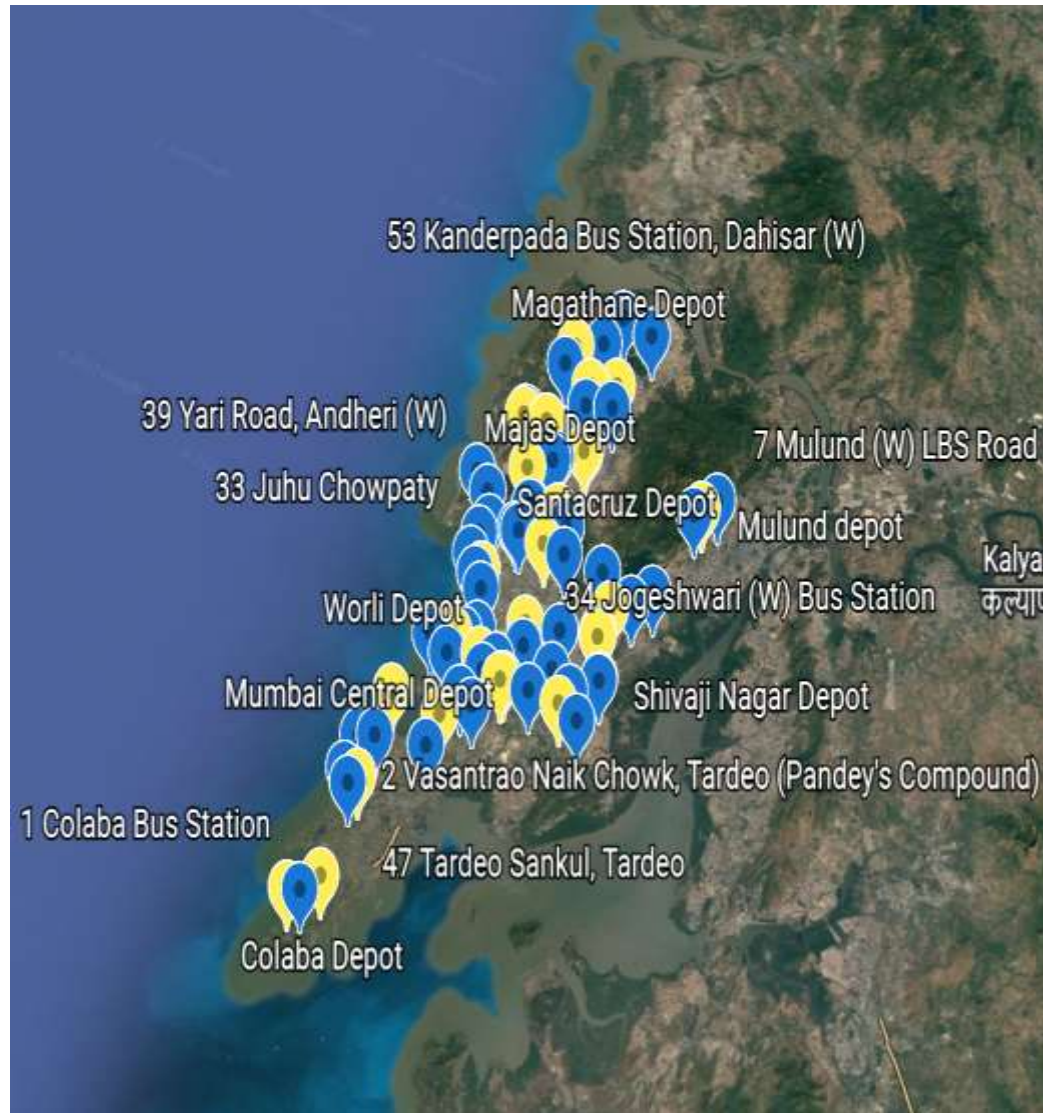 53 Kanderpada Bus Station, Dahisar (W)
Magathane Depot
39 Yari Road, Andheri (W)
Majas Depot
7 Mulund (W) LBS Road
33 Juhu Chowpaty
Santacruz Depot
Mulund depot
Kalya
कल्या
34 Jogeshwari (W) Bus Station
Worli Depot
Mumbai Central Depot
Shivaji Nagar Depot
2 Vasantrao Naik Chowk, Tardeo (Pandey's Compound)
1 Colaba Bus Station
47 Tardeo Sankul, Tardeo
Colaba Depot